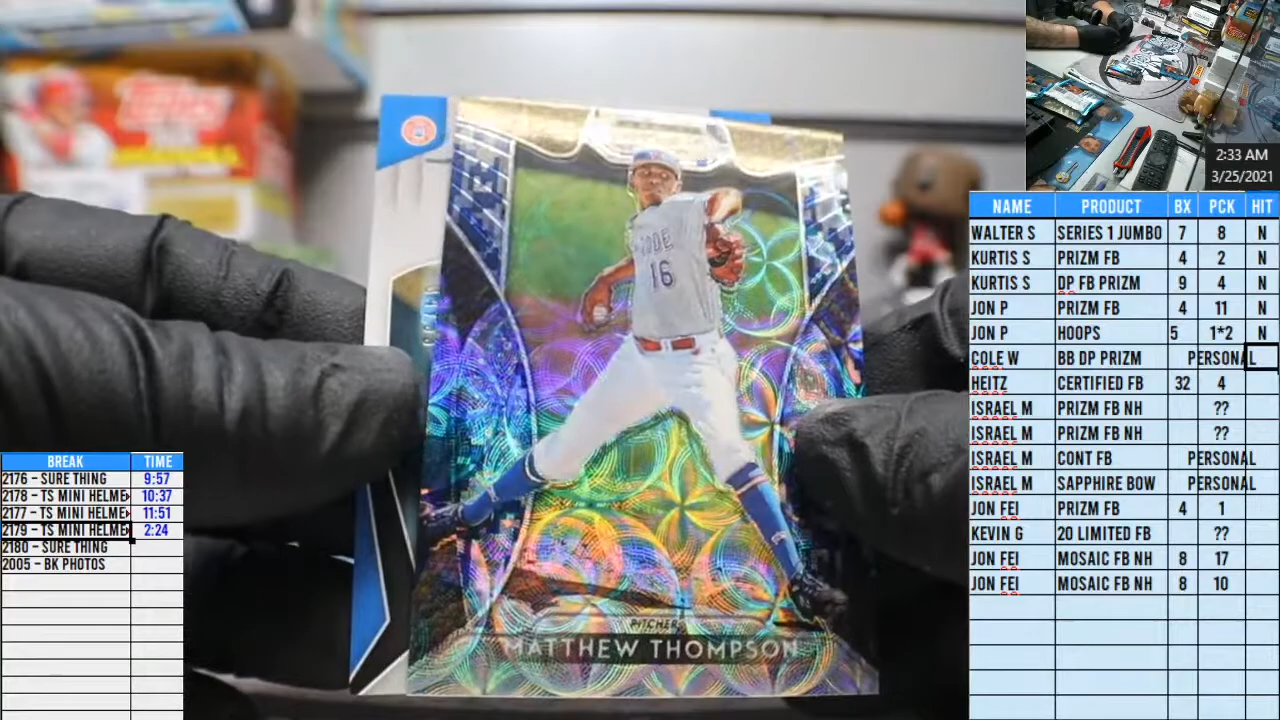 2:33 AM
3/25/2021
NAME PRODUCT BX PCK HIT
WALTER S SERIES 1 JUMBO 7 8 N
KURTIS S PRIZM FB 4 2 N
KURTIS S DP FB PRIZM 9 4 N
JON P PRIZM FB 4 11 N
JON P HOOPS 5 1*2 N
COLE W BB DP PRIZM PERSONAL
HEITZ CERTIFIED FB 32 4
ISRAEL M PRIZM FB NH ??
ISRAEL M PRIZM FB NH ??
ISRAEL M CONT FB PERSONAL
ISRAEL M SAPPHIRE BOW PERSONAL
JON FEI PRIZM FB 4 1
KEVIN G 20 LIMITED FB ??
JON FEI MOSAIC FB NH 8 17
JON FEI MOSAIC FB NH 8 10
BREAK TIME
2176 – SURE THING 9:57
2178 – TS MINI HELME 10:37
2177 – TS MINI HELME 11:51
2179 – TS MINI HELME 2:24
2180 – SURE THING
2005 – BK PHOTOS
TOPPS
16
PITCHER
MATTHEW THOMPSON